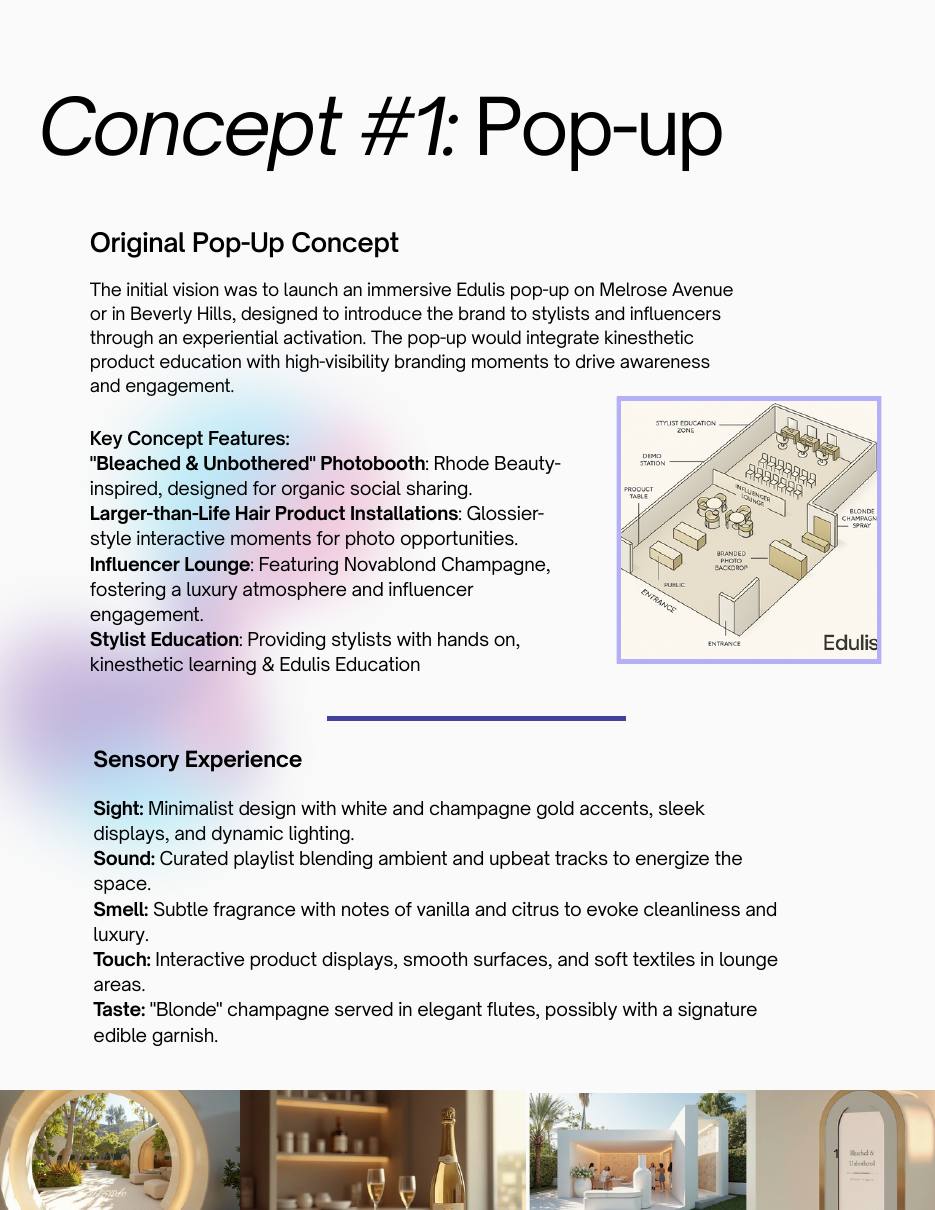 Concept #1: Pop-up
Original Pop-Up Concept
The initial vision was to launch an immersive Edulis pop-up on Melrose Avenue
or in Beverly Hills, designed to introduce the brand to stylists and influencers
through an experiential activation. The pop-up would integrate kinesthetic
product education with high-visibility branding moments to drive awareness
and engagement.
Key Concept Features:
"Bleached & Unbothered" Photobooth: Rhode Beauty-
inspired, designed for organic social sharing.
Larger-than-Life Hair Product Installations: Glossier-
style interactive moments for photo opportunities.
Influencer Lounge: Featuring Novablond Champagne,
fostering a luxury atmosphere and influencer
engagement.
Stylist Education: Providing stylists with hands on,
kinesthetic learning & Edulis Education
STYLIST EDUCATION
ZONE
DEMO
STATION
PRODUCT
TABLE
INFLUENCER
LOUNGE
BLONDE
CHAMPAGN
SPRAY
BRANDED
PHOTO
BACKDROP
PUBLIC
ENTRANCE
ENTRANCE
Edulis
Sensory Experience
Sight: Minimalist design with white and champagne gold accents, sleek
displays, and dynamic lighting.
Sound: Curated playlist blending ambient and upbeat tracks to energize the
space.
Smell: Subtle fragrance with notes of vanilla and citrus to evoke cleanliness and
luxury.
Touch: Interactive product displays, smooth surfaces, and soft textiles in lounge
areas.
Taste: "Blonde" champagne served in elegant flutes, possibly with a signature
edible garnish.